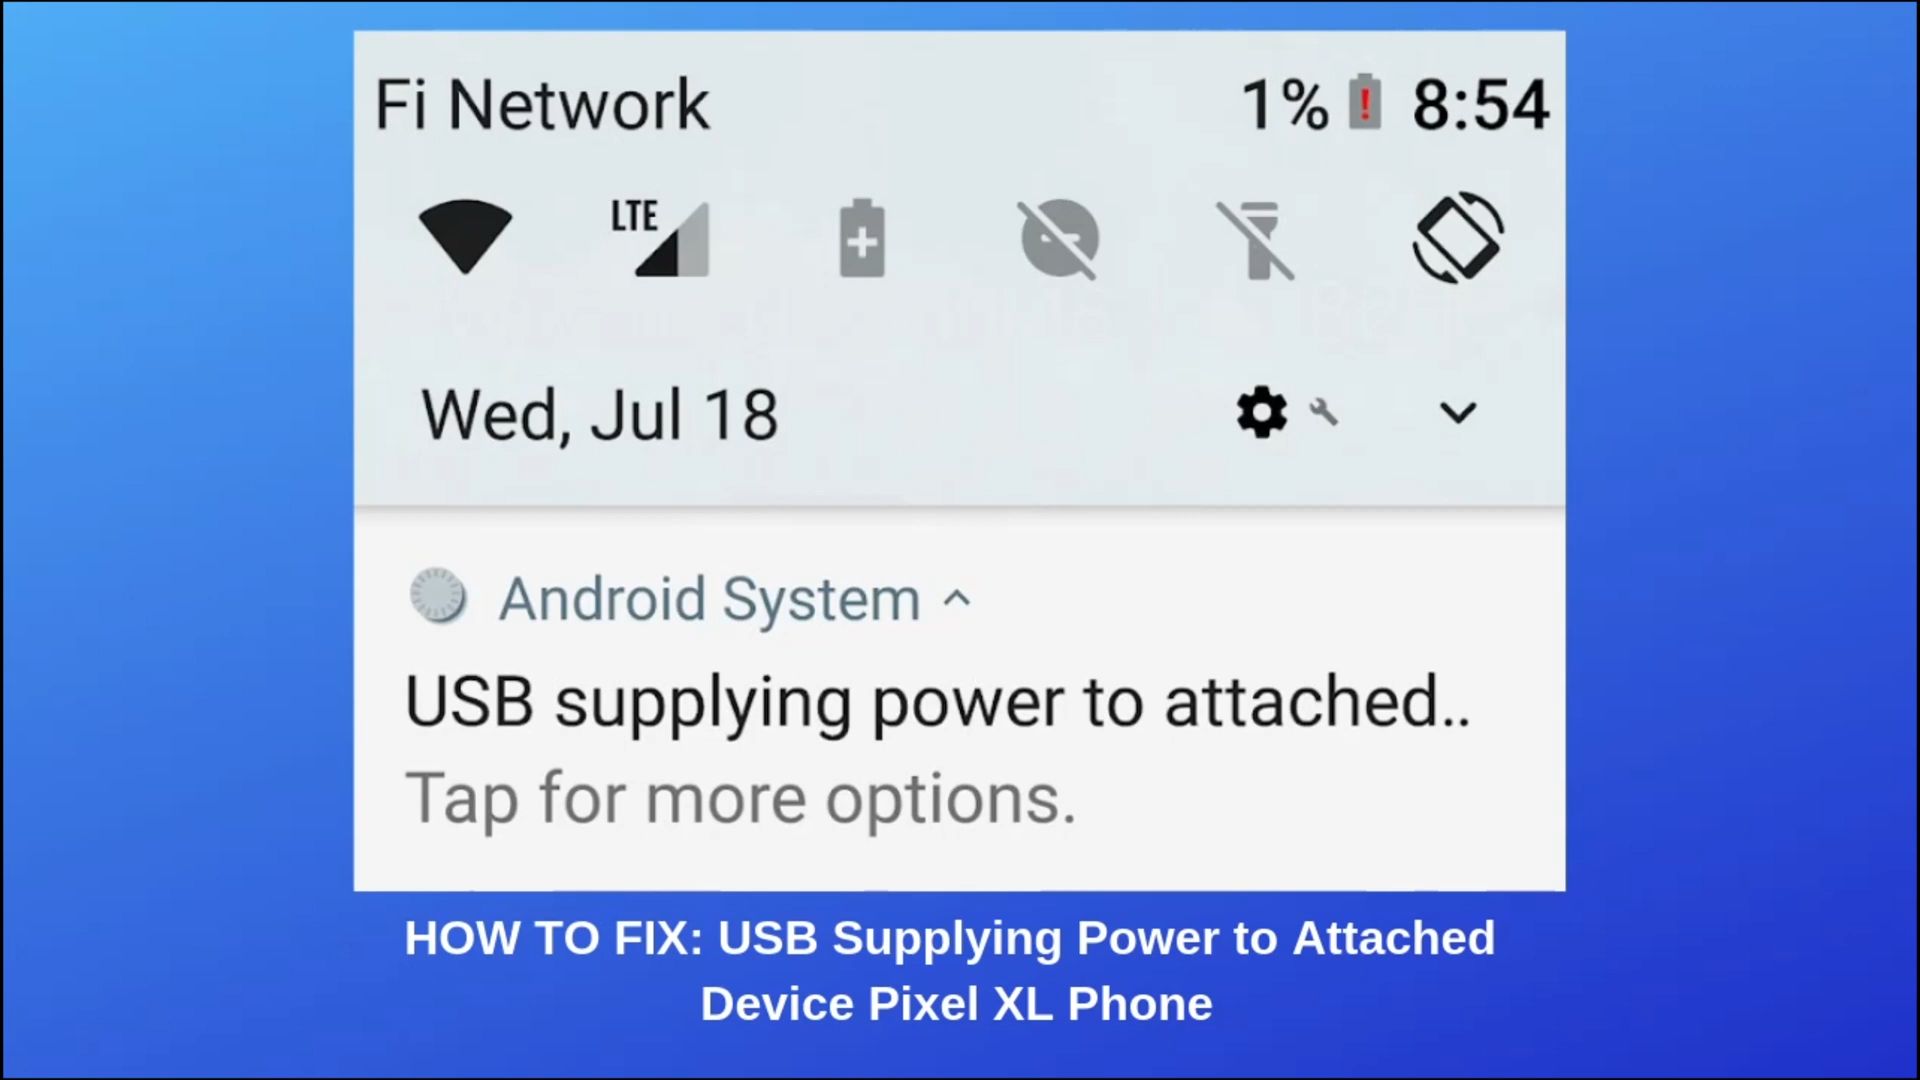 Fi Network 1% 8:54
LTE
Wed, Jul 18
Android System
USB supplying power to attached..
Tap for more options.
HOW TO FIX: USB Supplying Power to Attached
Device Pixel XL Phone